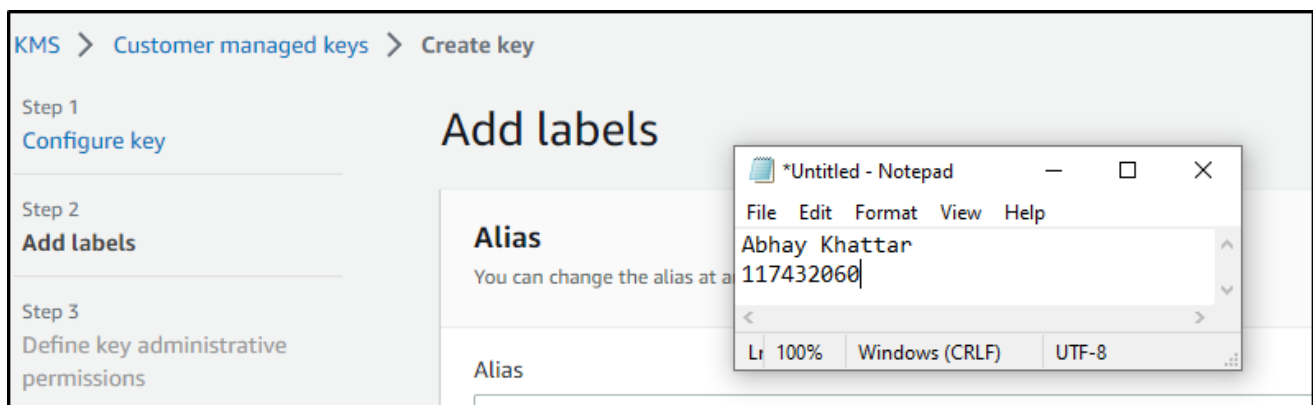 KMS > Customer managed keys > Create key
Step 1
Configure key
Step 2
Add labels
Step 3
Define key administrative
permissions
Add labels
Alias
You can change the alias at
Alias
*Untitled - Notepad
File Edit Format View Help
Abhay Khattar
117432060
100% Windows (CRLF) UTF-8